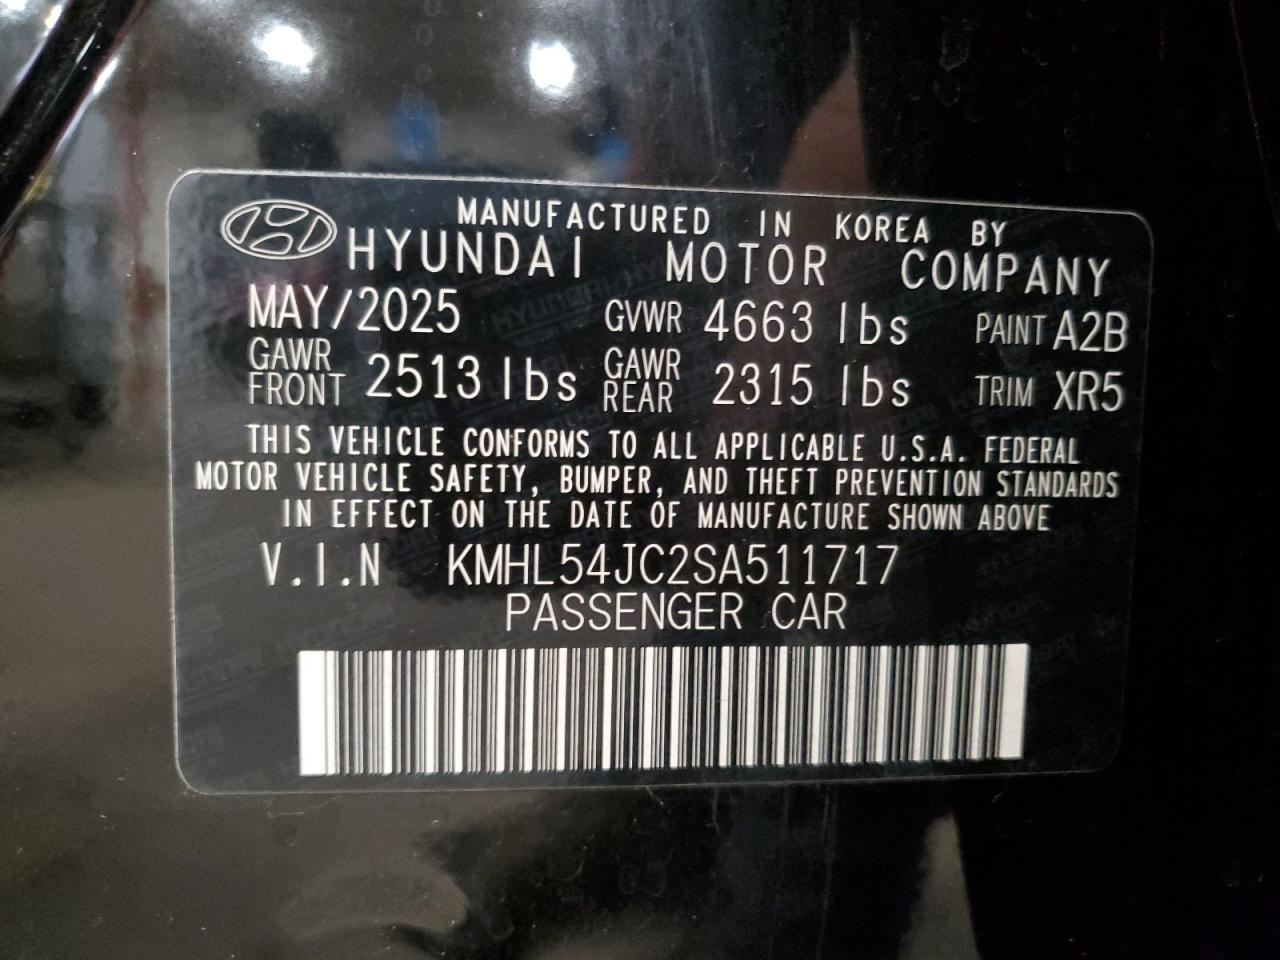 MANUFACTURED IN KOREA BY
HYUNDAI MOTOR COMPANY
MAY/2025 GVWR 4663 lbs PAINT A2B
GAWR FRONT 2513 lbs GAWR REAR 2315 lbs TRIM XR5
THIS VEHICLE CONFORMS TO ALL APPLICABLE U.S.A. FEDERAL
MOTOR VEHICLE SAFETY, BUMPER, AND THEFT PREVENTION STANDARDS
IN EFFECT ON THE DATE OF MANUFACTURE SHOWN ABOVE
V.I.N KMHL54JC2SA511717
PASSENGER CAR